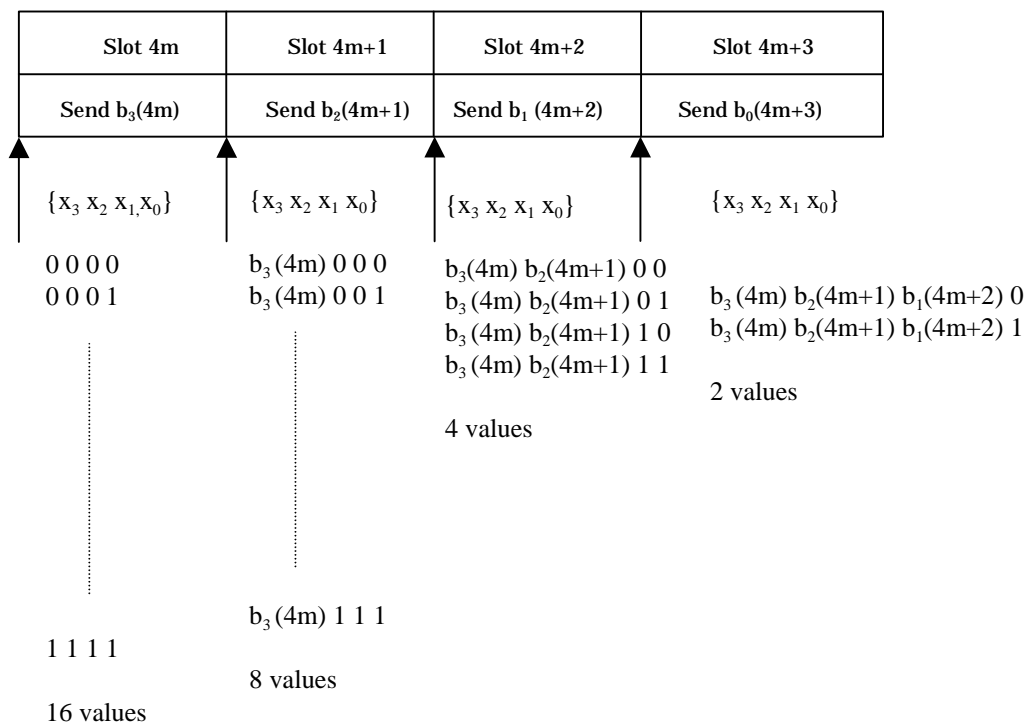 Slot 4m Slot 4m+1 Slot 4m+2 Slot 4m+3
Send b₃(4m) Send b₂(4m+1) Send b₁ (4m+2) Send b₀(4m+3)
{x₃ x₂ x₁,x₀}
0 0 0 0
0 0 0 1
1 1 1 1
16 values
{x₃ x₂ x₁ x₀}
b₃ (4m) 0 0 0
b₃ (4m) 0 0 1
b₃ (4m) 1 1 1
8 values
{x₃ x₂ x₁ x₀}
b₃(4m) b₂(4m+1) 0 0
b₃ (4m) b₂(4m+1) 0 1
b₃ (4m) b₂(4m+1) 1 0
b₃ (4m) b₂(4m+1) 1 1
4 values
{x₃ x₂ x₁ x₀}
b₃ (4m) b₂(4m+1) b₁(4m+2) 0
b₃ (4m) b₂(4m+1) b₁(4m+2) 1
2 values